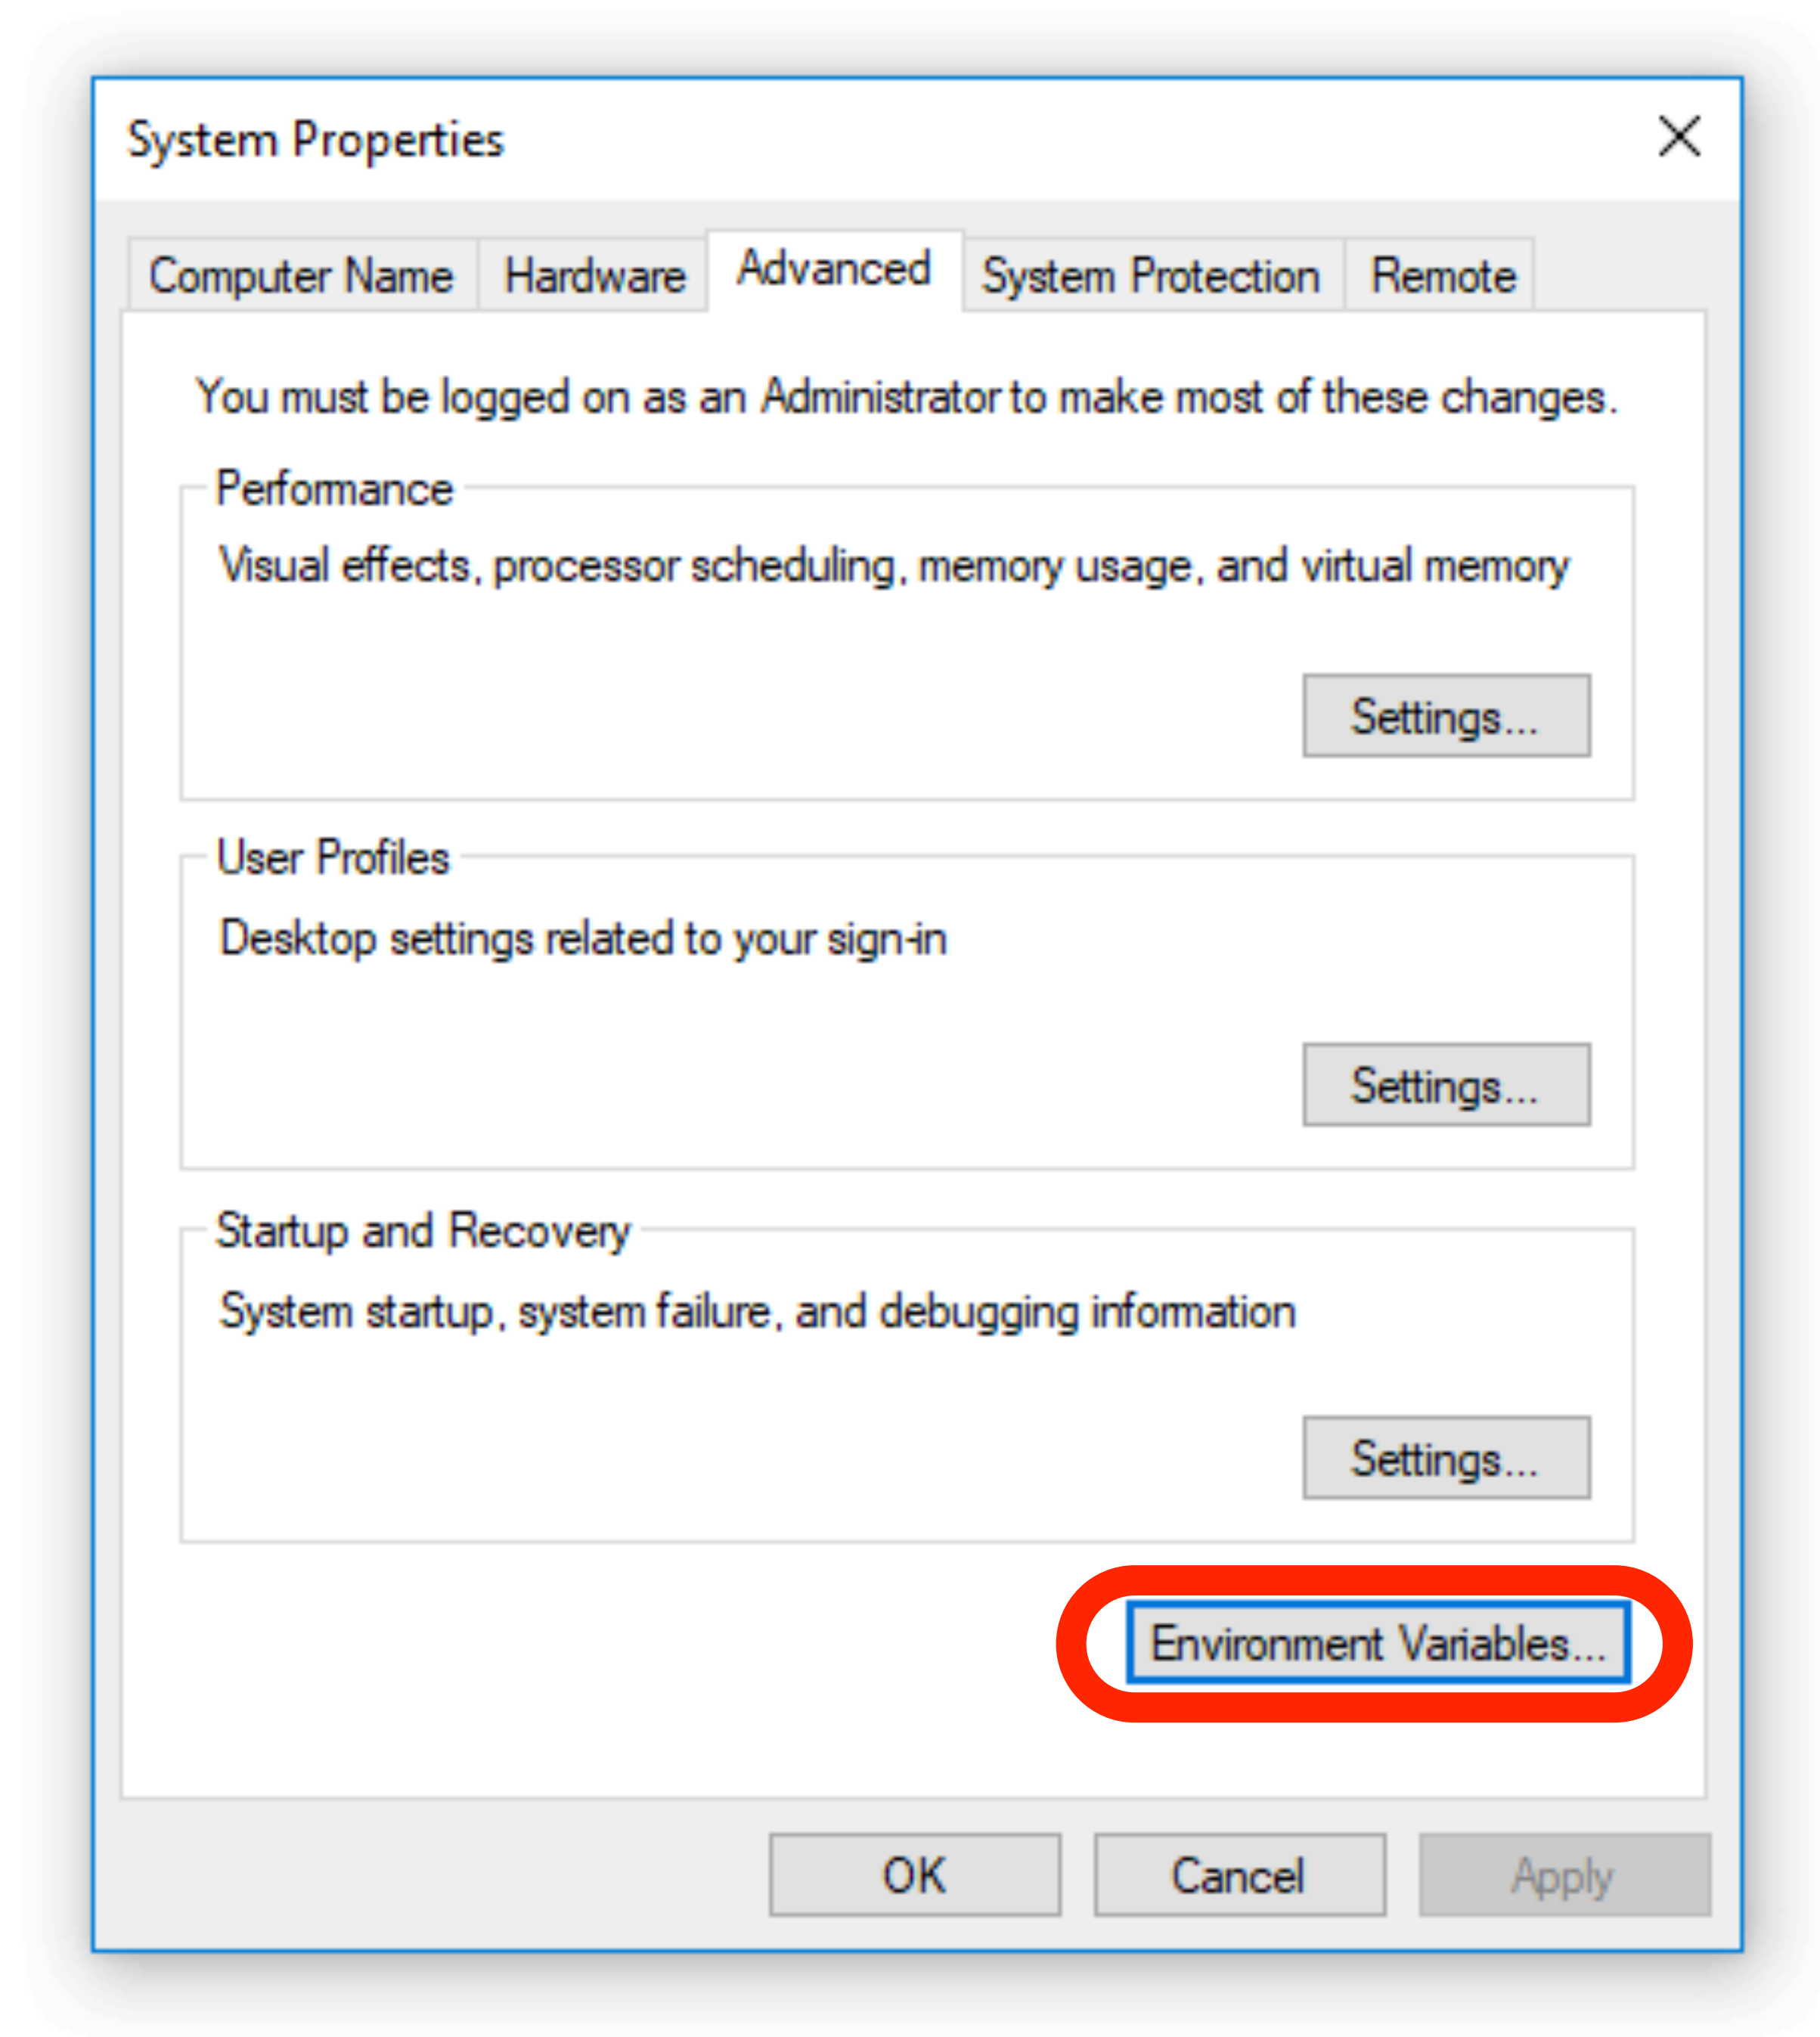 System Properties
Computer Name Hardware Advanced System Protection Remote
You must be logged on as an Administrator to make most of these changes.
Performance
Visual effects, processor scheduling, memory usage, and virtual memory
Settings...
User Profiles
Desktop settings related to your sign-in
Settings...
Startup and Recovery
System startup, system failure, and debugging information
Settings...
Environment Variables...
OK Cancel Apply